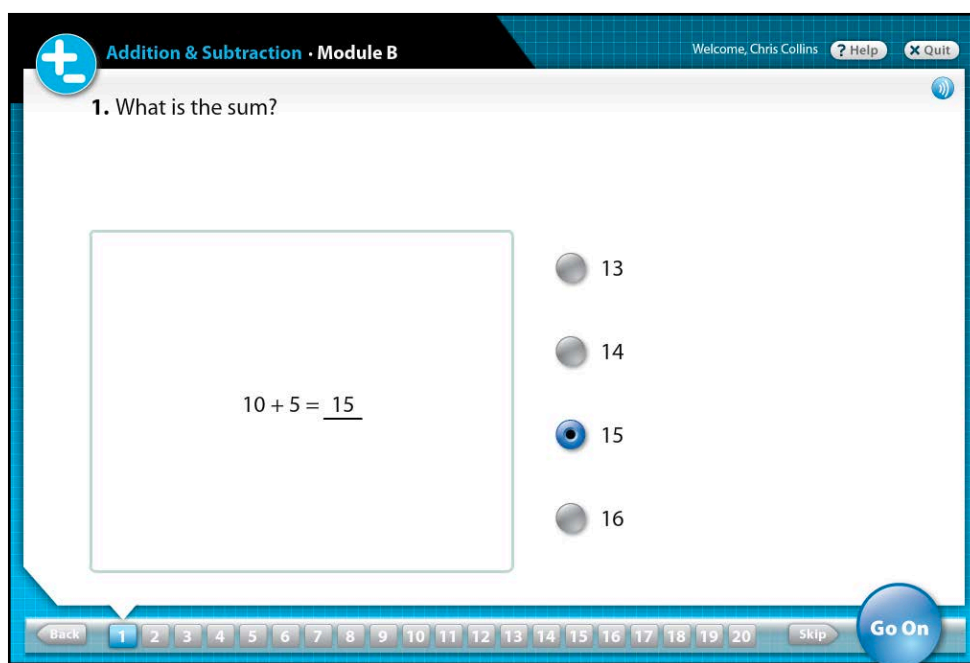 Addition & Subtraction · Module B
Welcome, Chris Collins
? Help
X Quit
1. What is the sum?
10 + 5 = 15
13
14
15
16
Back
1 2 3 4 5 6 7 8 9 10 11 12 13 14 15 16 17 18 19 20
Skip
Go On